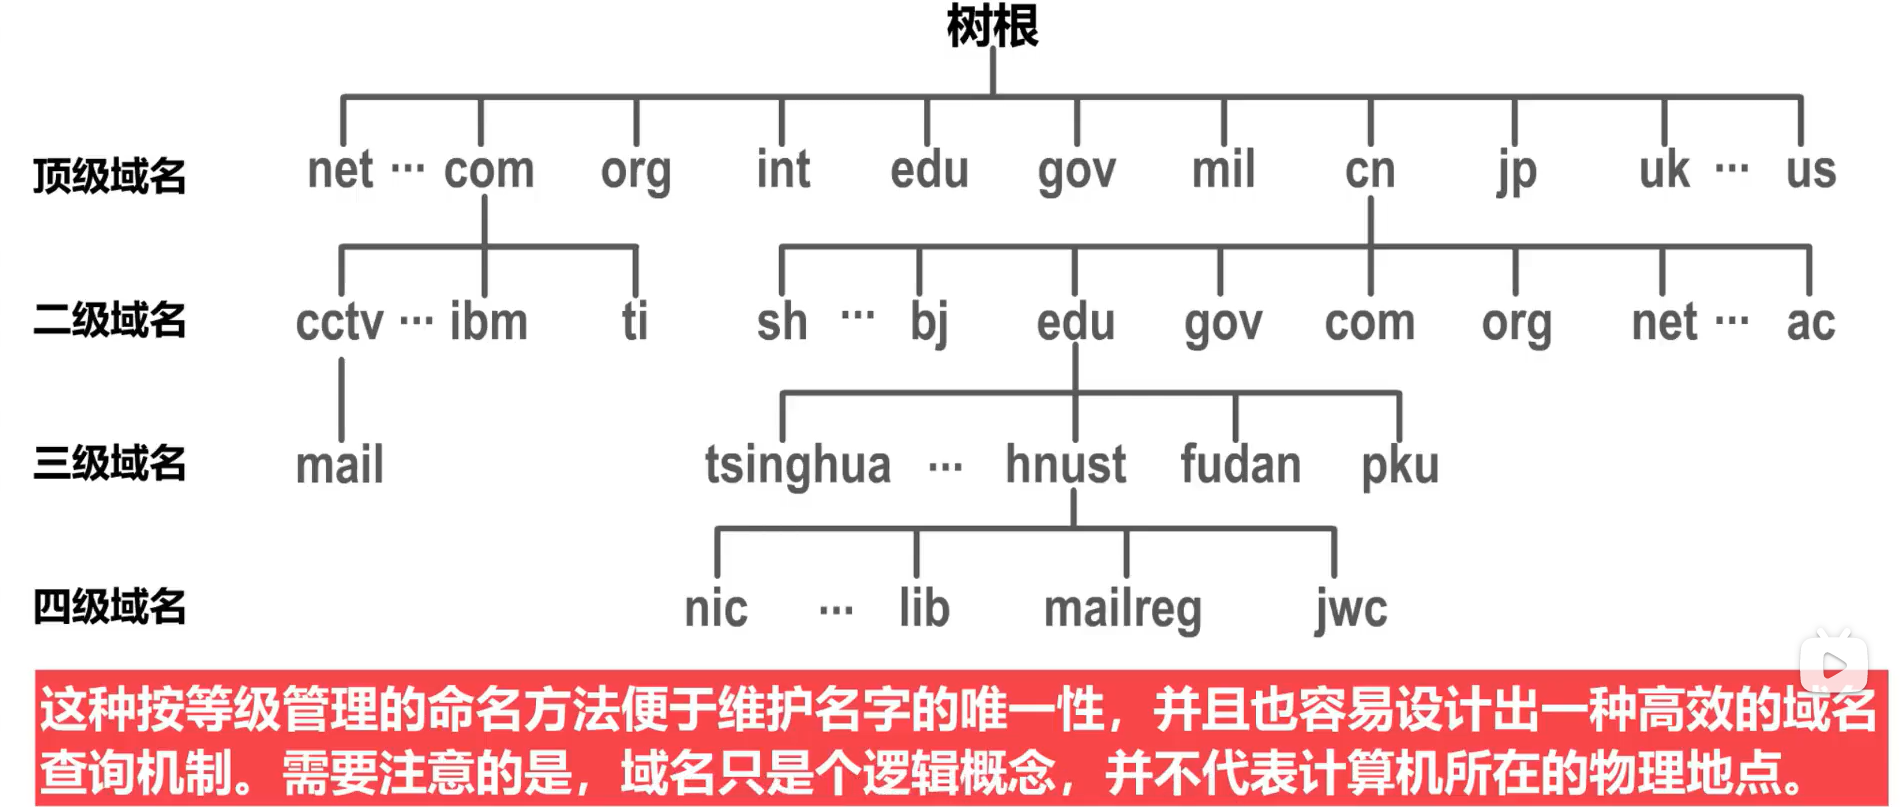 树根
顶级域名 net ··· com org int edu gov mil cn jp uk ··· us
二级域名 cctv ··· ibm ti sh ··· bj edu gov com org net ··· ac
三级域名 mail tsinghua ··· hnust fudan pku
四级域名 nic ··· lib mailreg jwc
这种按等级管理的命名方法便于维护名字的唯一性，并且也容易设计出一种高效的域名
查询机制。需要注意的是，域名只是个逻辑概念，并不代表计算机所在的物理地点。